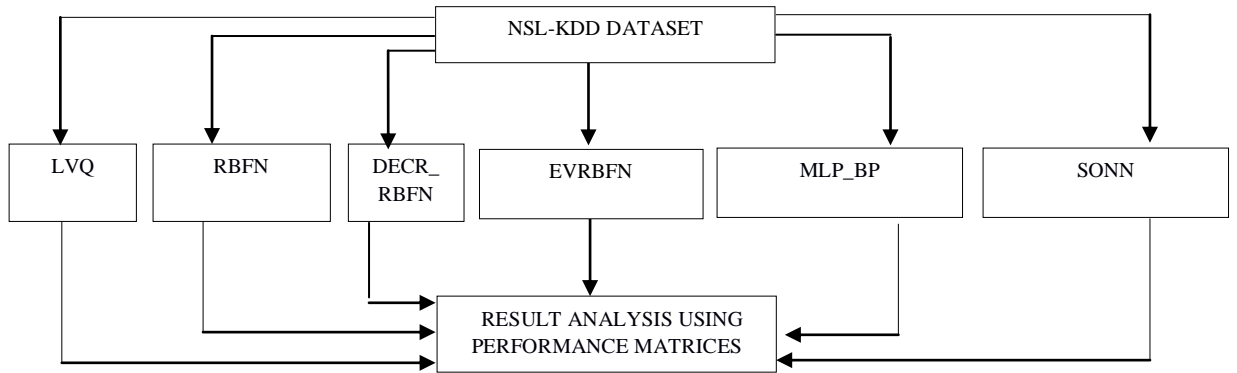 NSL-KDD DATASET
LVQ
RBFN
DECR_
RBFN
EVRBFN
MLP_BP
SONN
RESULT ANALYSIS USING
PERFORMANCE MATRICES